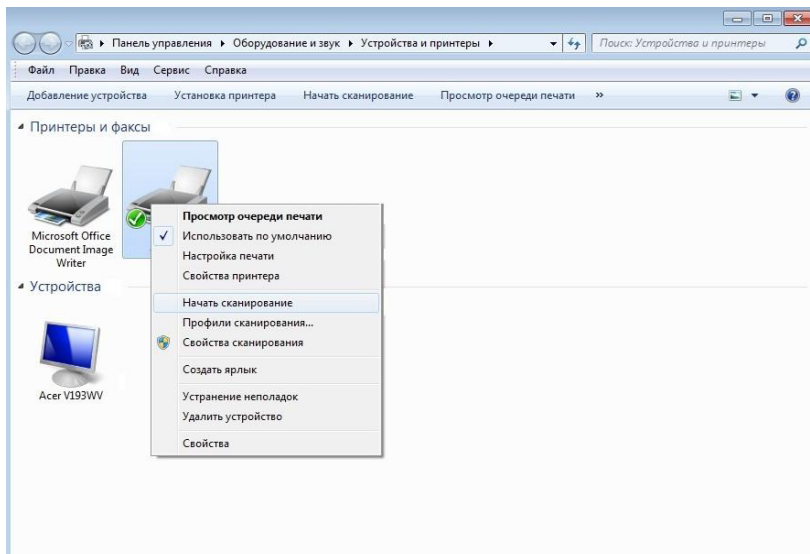 Панель управления ▸ Оборудование и звук ▸ Устройства и принтеры ▸
Поиск: Устройства и принтеры
Файл Правка Вид Сервис Справка
Добавление устройства Установка принтера Начать сканирование Просмотр очереди печати »
Принтеры и факсы
Microsoft Office
Document Image
Writer
Просмотр очереди печати
Использовать по умолчанию
Настройка печати
Свойства принтера
Начать сканирование
Профили сканирования...
Свойства сканирования
Создать ярлык
Устранение неполадок
Удалить устройство
Свойства
Устройства
Acer V193WV